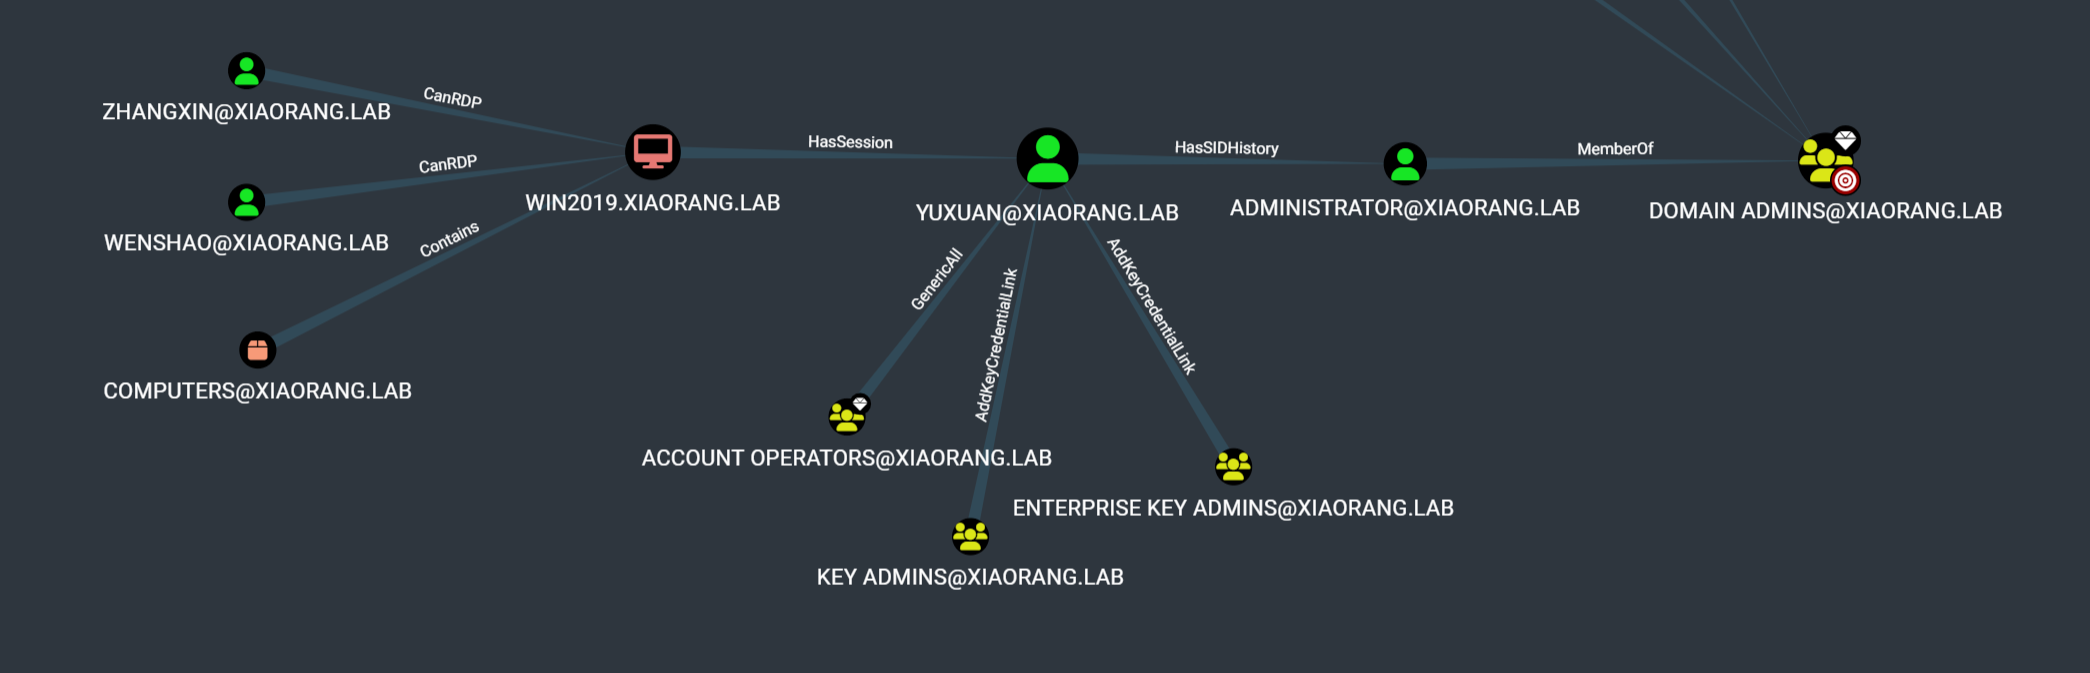 ZHANGXIN@XIAORANG.LAB
CanRDP
WENSHAO@XIAORANG.LAB
CanRDP
COMPUTERS@XIAORANG.LAB
Contains
WIN2019.XIAORANG.LAB
HasSession
YUXUAN@XIAORANG.LAB
HasSIDHistory
ADMINISTRATOR@XIAORANG.LAB
MemberOf
DOMAIN ADMINS@XIAORANG.LAB
GenericAll
AddKeyCredentialLink
AddKeyCredentialLink
ACCOUNT OPERATORS@XIAORANG.LAB
ENTERPRISE KEY ADMINS@XIAORANG.LAB
KEY ADMINS@XIAORANG.LAB